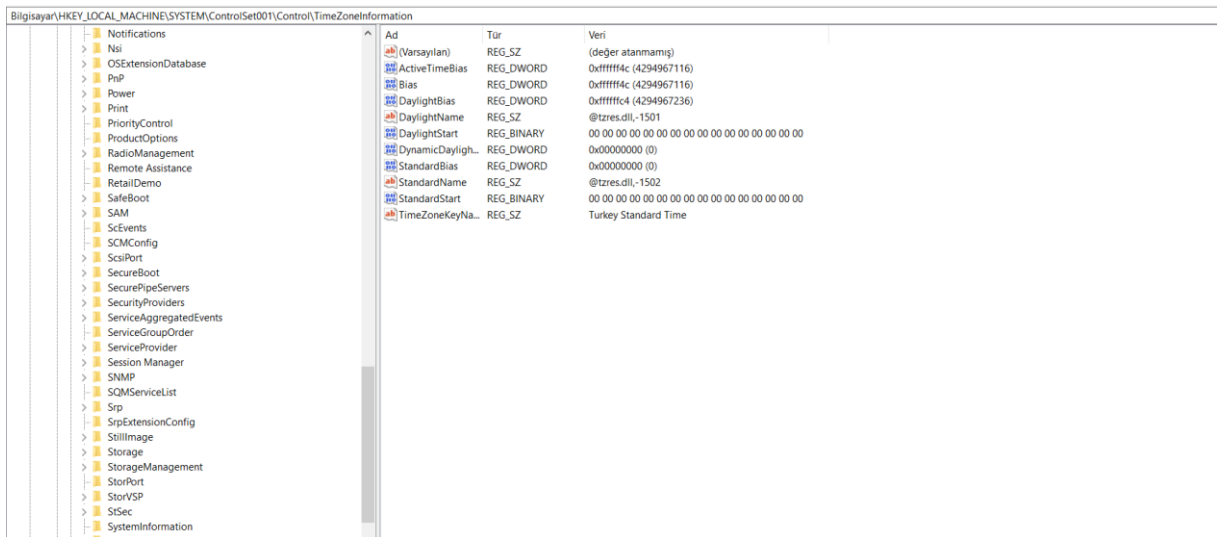 Bilgisayar\HKEY_LOCAL_MACHINE\SYSTEM\ControlSet001\Control\TimeZoneInformation
Notifications
Nsi
OSExtensionDatabase
PnP
Power
Print
PriorityControl
ProductOptions
RadioManagement
Remote Assistance
RetailDemo
SafeBoot
SAM
ScEvents
SCMConfig
ScsiPort
SecureBoot
SecurePipeServers
SecurityProviders
ServiceAggregatedEvents
ServiceGroupOrder
ServiceProvider
Session Manager
SNMP
SQMServiceList
Srp
SrpExtensionConfig
StillImage
Storage
StorageManagement
StorPort
StorVSP
StSec
SystemInformation
Ad Tür Veri
(Varsayılan) REG_SZ (değer atanmamış)
ActiveTimeBias REG_DWORD 0xffffff4c (4294967116)
Bias REG_DWORD 0xffffff4c (4294967116)
DaylightBias REG_DWORD 0xffffffc4 (4294967236)
DaylightName REG_SZ @tzres.dll,-1501
DaylightStart REG_BINARY 00 00 00 00 00 00 00 00 00 00 00 00 00 00 00 00
DynamicDayligh... REG_DWORD 0x00000000 (0)
StandardBias REG_DWORD 0x00000000 (0)
StandardName REG_SZ @tzres.dll,-1502
StandardStart REG_BINARY 00 00 00 00 00 00 00 00 00 00 00 00 00 00 00 00
TimeZoneKeyNa... REG_SZ Turkey Standard Time